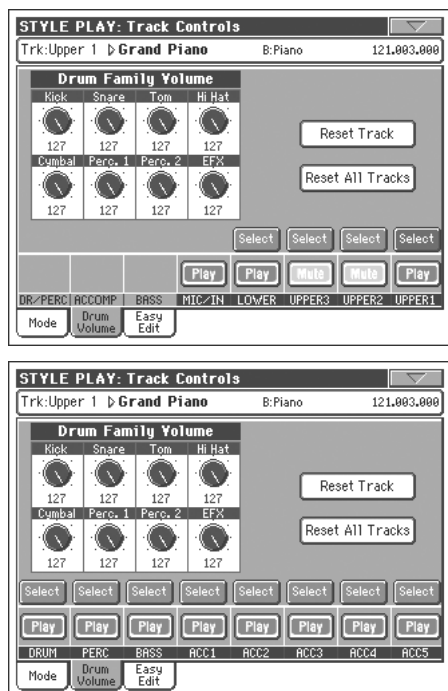 STYLE PLAY: Track Controls
Trk:Upper 1 Grand Piano B:Piano 121.003.000
Drum Family Volume
Kick Snare Tom Hi Hat
127 127 127 127
Cymbal Perc. 1 Perc. 2 EFX
127 127 127 127
Reset Track
Reset All Tracks
Select Select Select Select
Play Play Mute Mute Play
DR/PERC ACCOMP BASS MIC/IN LOWER UPPER3 UPPER2 UPPER1
Mode Drum Volume Easy Edit
STYLE PLAY: Track Controls
Trk:Upper 1 Grand Piano B:Piano 121.003.000
Drum Family Volume
Kick Snare Tom Hi Hat
127 127 127 127
Cymbal Perc. 1 Perc. 2 EFX
127 127 127 127
Reset Track
Reset All Tracks
Select Select Select Select Select Select Select Select
Play Play Play Play Play Play Play Play
DRUM PERC BASS ACC1 ACC2 ACC3 ACC4 ACC5
Mode Drum Volume Easy Edit